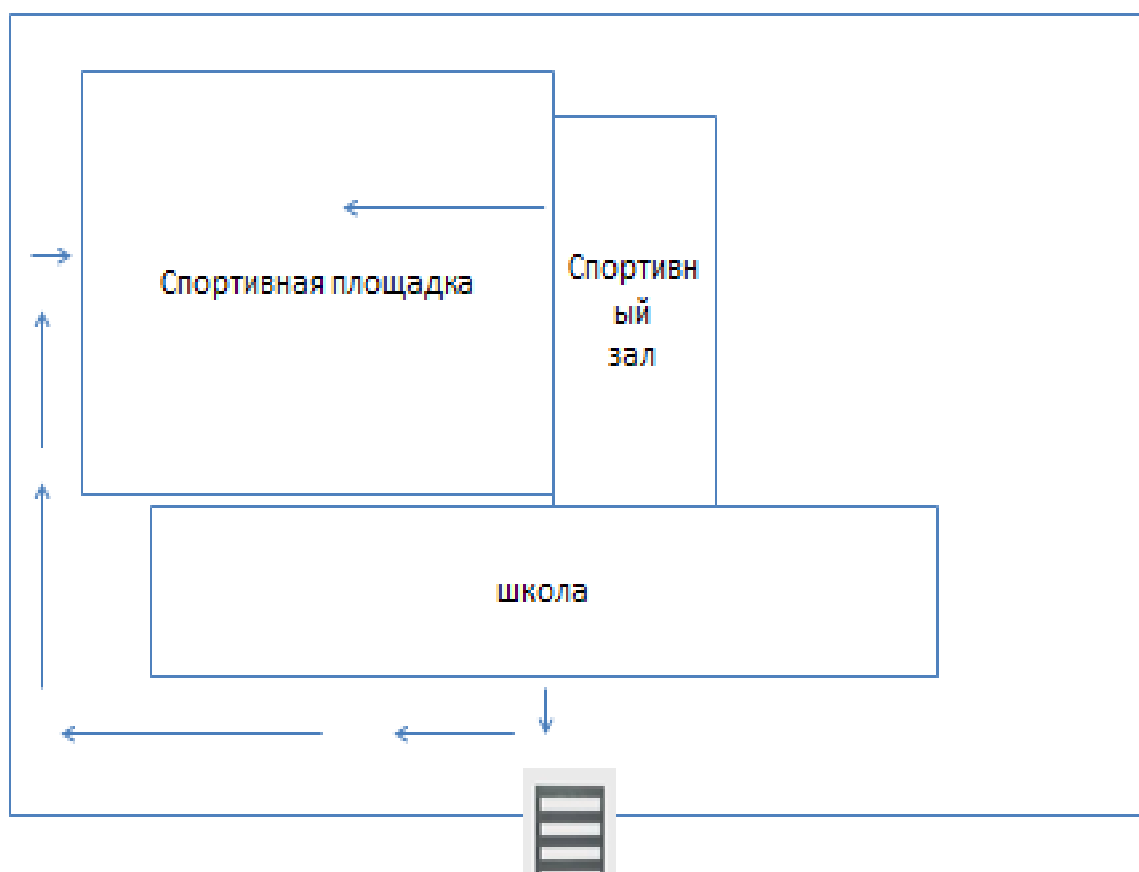 Спортивная площадка
Спортивн
ый
зал
школа